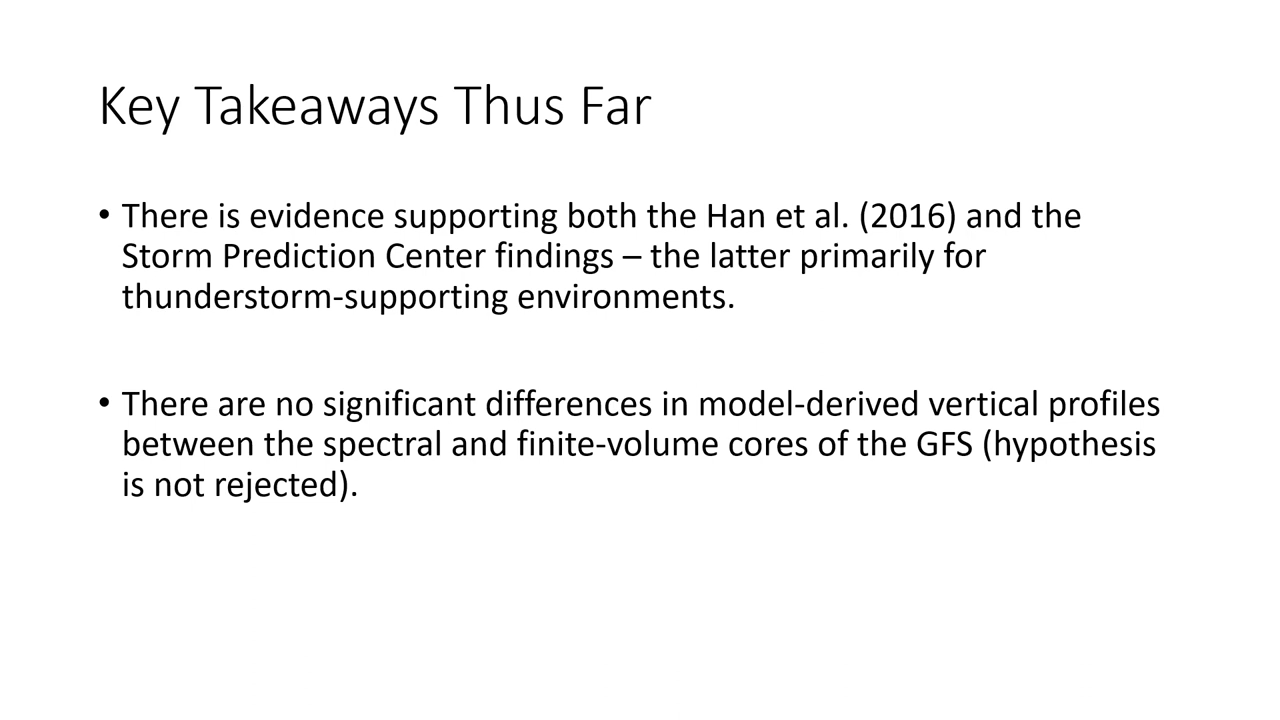 Key Takeaways Thus Far
• There is evidence supporting both the Han et al. (2016) and the
Storm Prediction Center findings – the latter primarily for
thunderstorm-supporting environments.
• There are no significant differences in model-derived vertical profiles
between the spectral and finite-volume cores of the GFS (hypothesis
is not rejected).